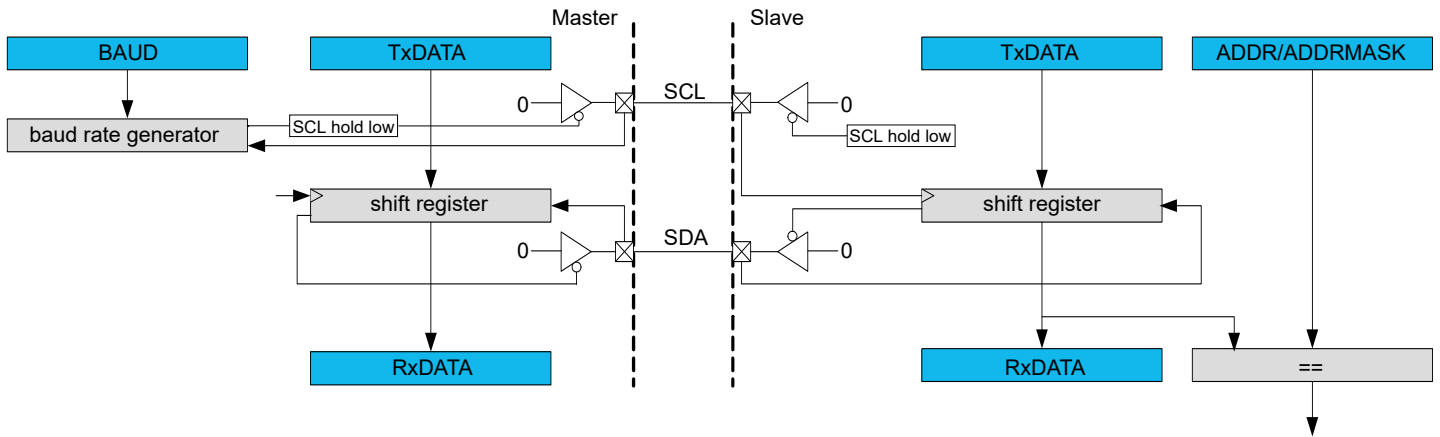 Master Slave
BAUD TxDATA TxDATA ADDR/ADDRMASK
0 SCL 0
baud rate generator SCL hold low SCL hold low
shift register shift register
0 SDA 0
RxDATA RxDATA ==